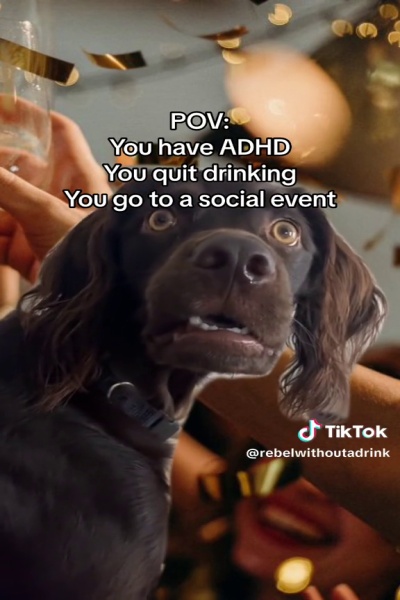 POV:
You have ADHD
You quit drinking
You go to a social event
TikTok
@rebelwithoutadrink